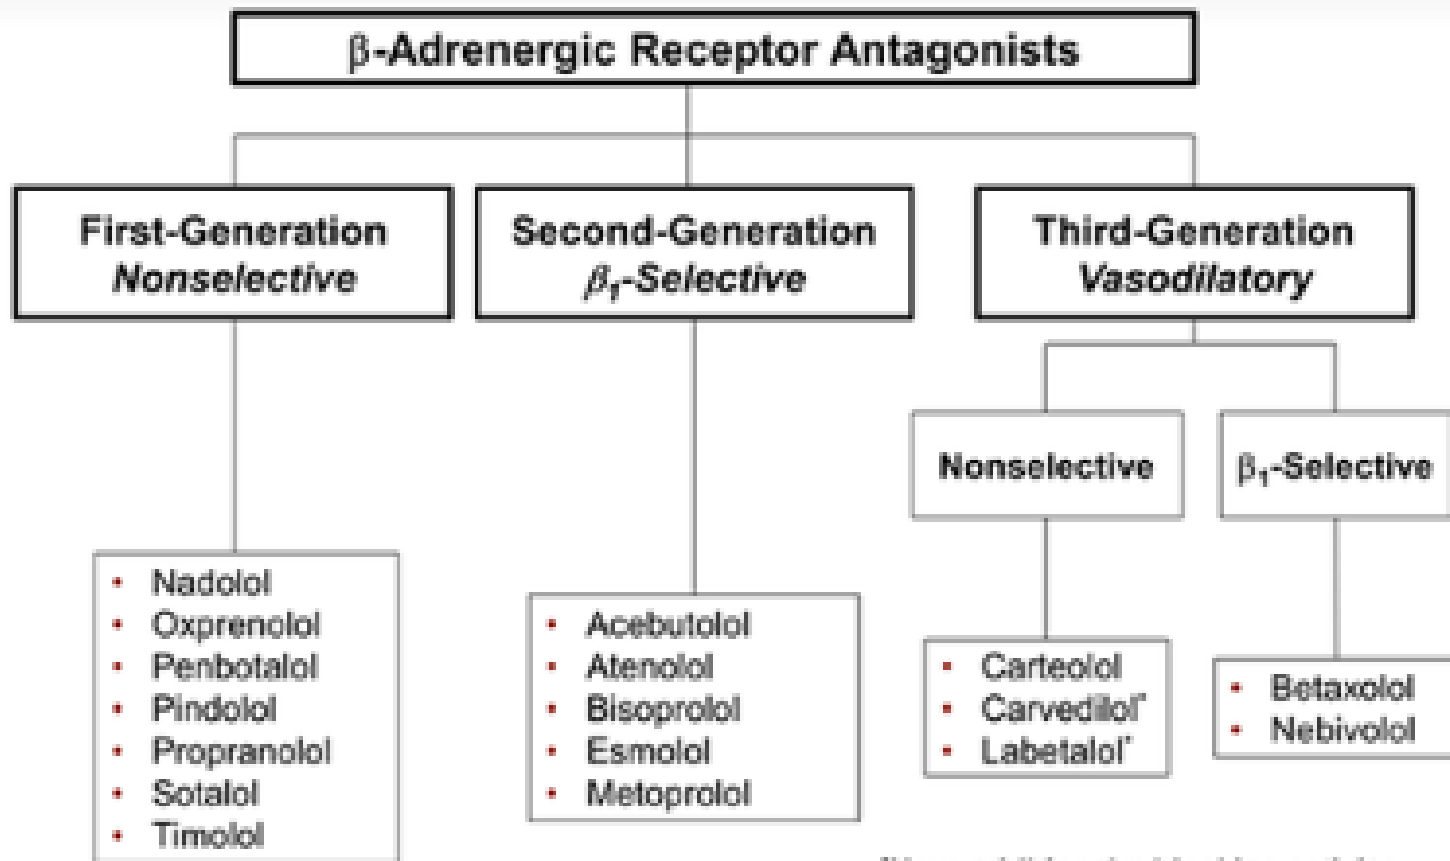 β-Adrenergic Receptor Antagonists
First-Generation
Nonselective
Second-Generation
β₁-Selective
Third-Generation
Vasodilatory
Nonselective
β₁-Selective
• Nadolol
• Oxprenolol
• Penbotalol
• Pindolol
• Propranolol
• Sotalol
• Timolol
• Acebutolol
• Atenolol
• Bisoprolol
• Esmolol
• Metoprolol
• Carteolol
• Carvedilol*
• Labetalol*
• Betaxolol
• Nebivolol